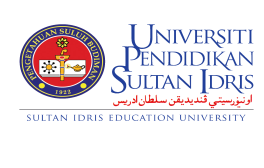 PENGETAHUAN SULUH BUDIMAN
1922
UNIVERSITI
PENDIDIKAN
SULTAN IDRIS
اونيۏرسيتي ڤنديديقن سلطان ادريس
SULTAN IDRIS EDUCATION UNIVERSITY